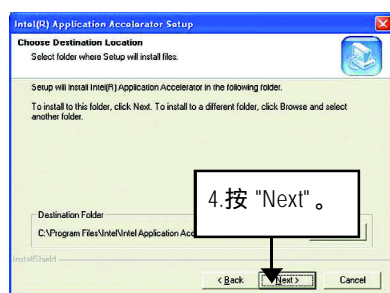 Intel(R) Application Accelerator Setup
Choose Destination Location
Select folder where Setup will install files.
Setup will install Intel(R) Application Accelerator in the following folder.
To install to this folder, click Next. To install to a different folder, click Browse and select
another folder.
4.按 "Next"。
Destination Folder
C:\Program Files\Intel\Intel Application Acc
InstallShield
< Back
Next >
Cancel